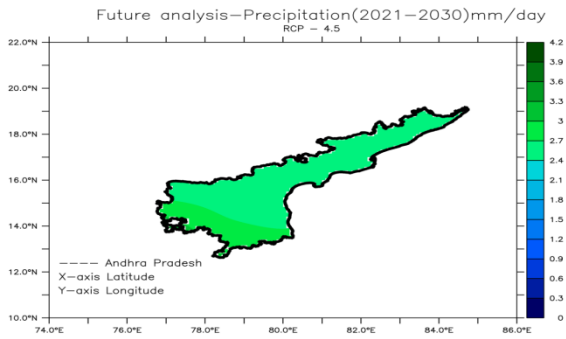 Future analysis−Precipitation(2021−2030)mm/day
RCP − 4.5
22.0°N
20.0°N
18.0°N
16.0°N
14.0°N
12.0°N
10.0°N
−−−− Andhra Pradesh
X−axis Latitude
Y−axis Longitude
74.0°E 76.0°E 78.0°E 80.0°E 82.0°E 84.0°E 86.0°E
4.2
3.9
3.6
3.3
3
2.7
2.4
2.1
1.8
1.5
1.2
0.9
0.6
0.3
0